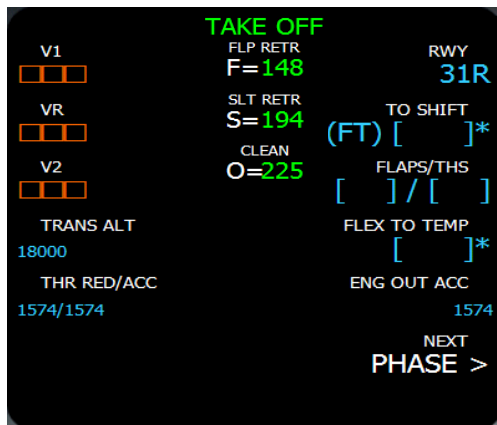 TAKE OFF
V1 FLP RETR RWY
□□□ F=148 31R
VR SLT RETR TO SHIFT
□□□ S=194 (FT) [ ]*
V2 CLEAN FLAPS/THS
□□□ O=225 [ ] / [ ]
TRANS ALT FLEX TO TEMP
18000 [ ]*
THR RED/ACC ENG OUT ACC
1574/1574 1574
NEXT
PHASE >